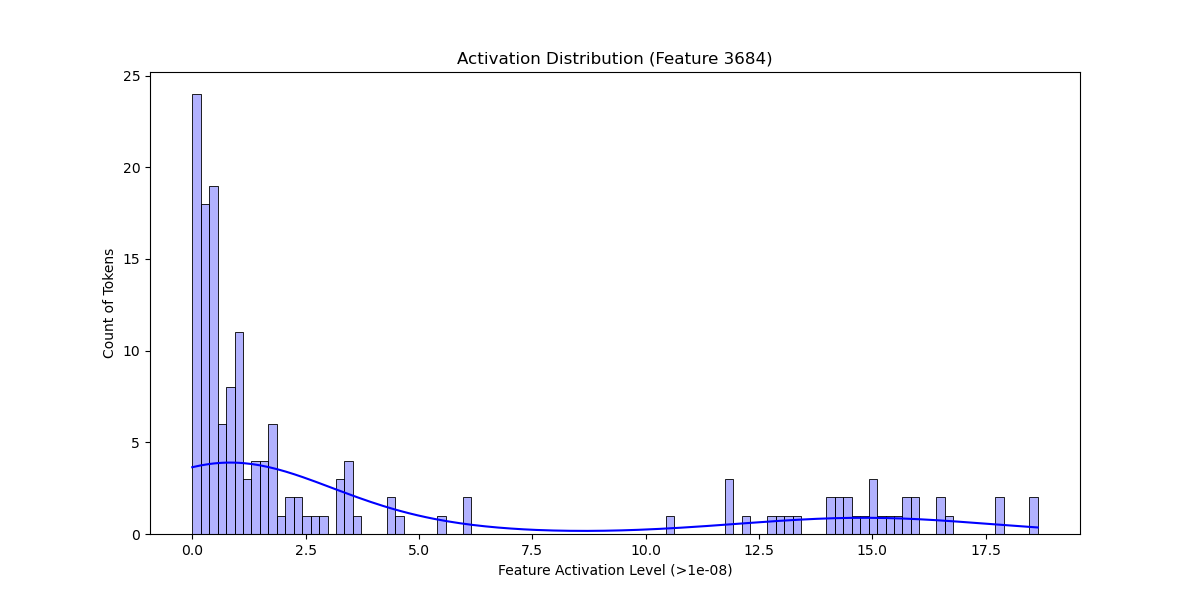 Activation Distribution (Feature 3684)
25
20
15
10
5
0
Count of Tokens
0.0 2.5 5.0 7.5 10.0 12.5 15.0 17.5
Feature Activation Level (>1e-08)